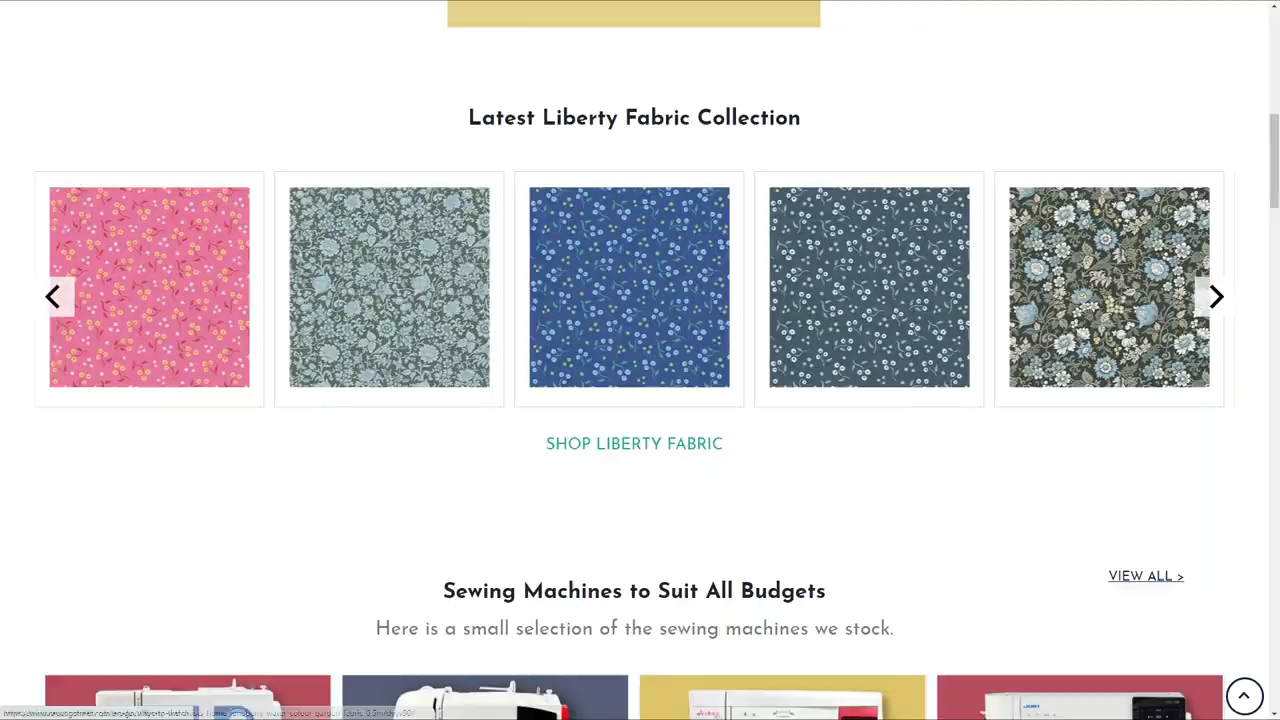 Latest Liberty Fabric Collection
SHOP LIBERTY FABRIC
VIEW ALL >
Sewing Machines to Suit All Budgets
Here is a small selection of the sewing machines we stock.